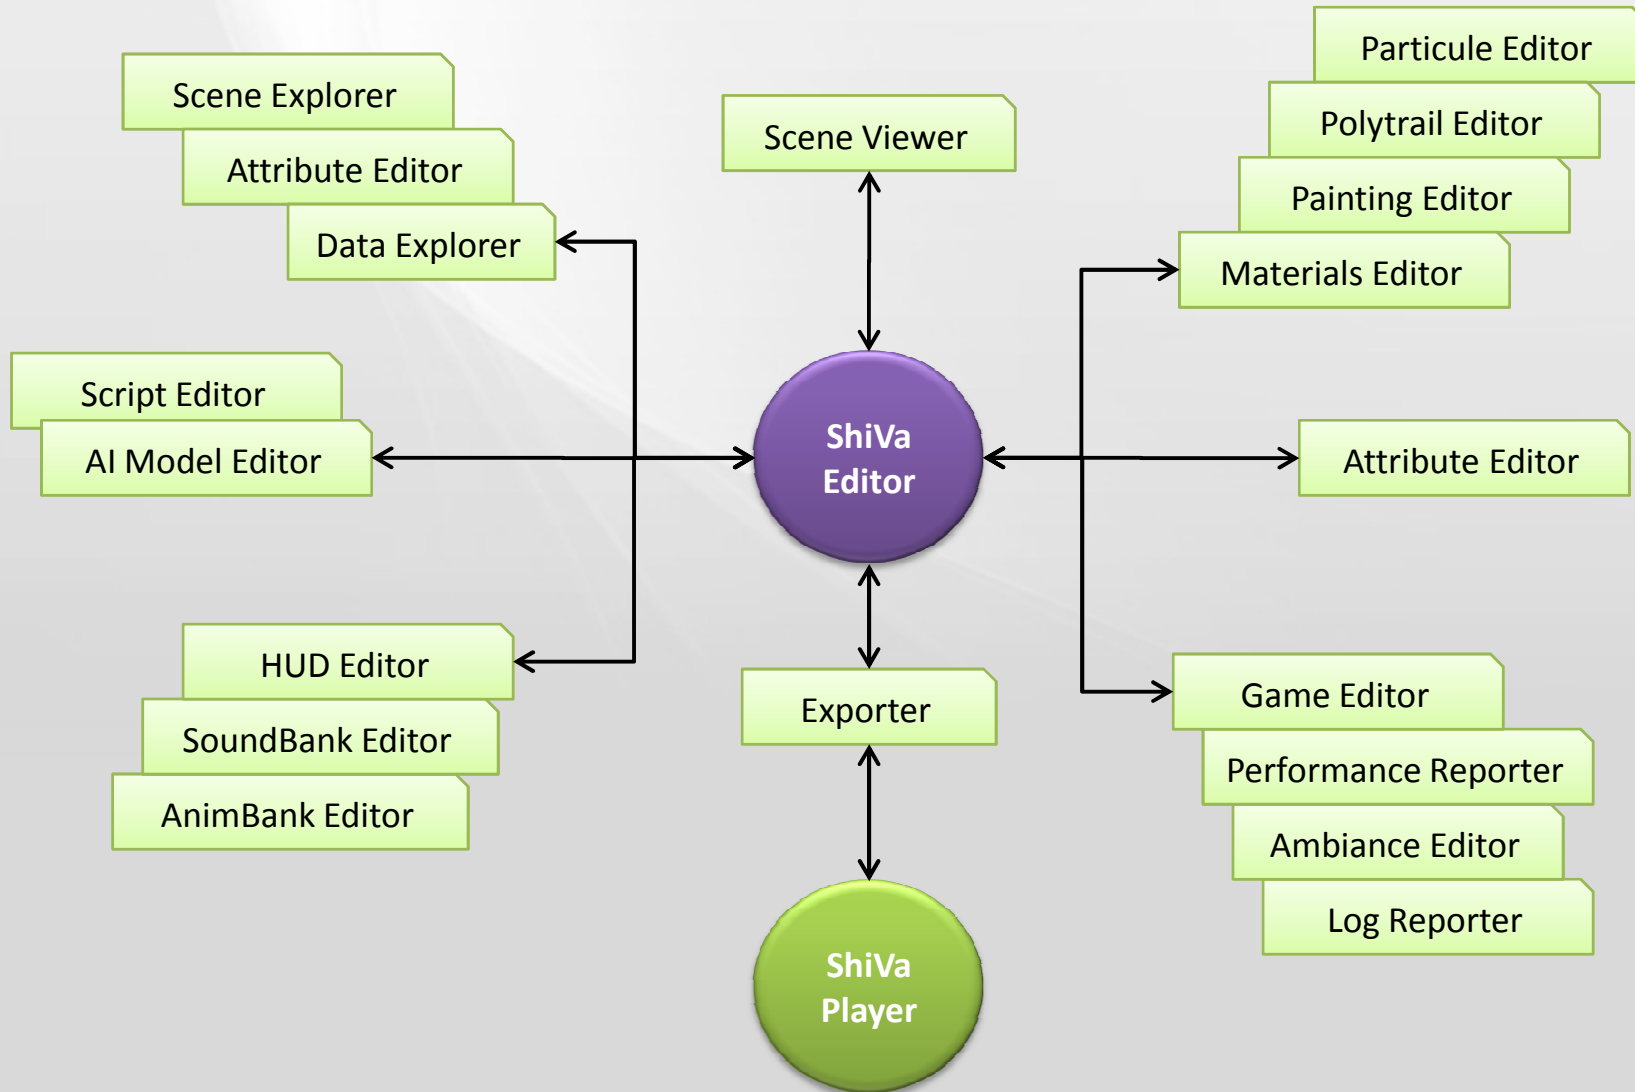 Scene Explorer
Attribute Editor
Data Explorer
Scene Viewer
Particule Editor
Polytrail Editor
Painting Editor
Materials Editor
Script Editor
AI Model Editor
ShiVa
Editor
Attribute Editor
HUD Editor
SoundBank Editor
AnimBank Editor
Exporter
Game Editor
Performance Reporter
Ambiance Editor
Log Reporter
ShiVa
Player